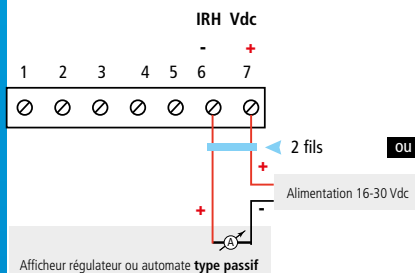 IRH Vdc
- +
1 2 3 4 5 6 7
2 fils
ou
+
Alimentation 16-30 Vdc
-
+
A
Afficheur régulateur ou automate type passif